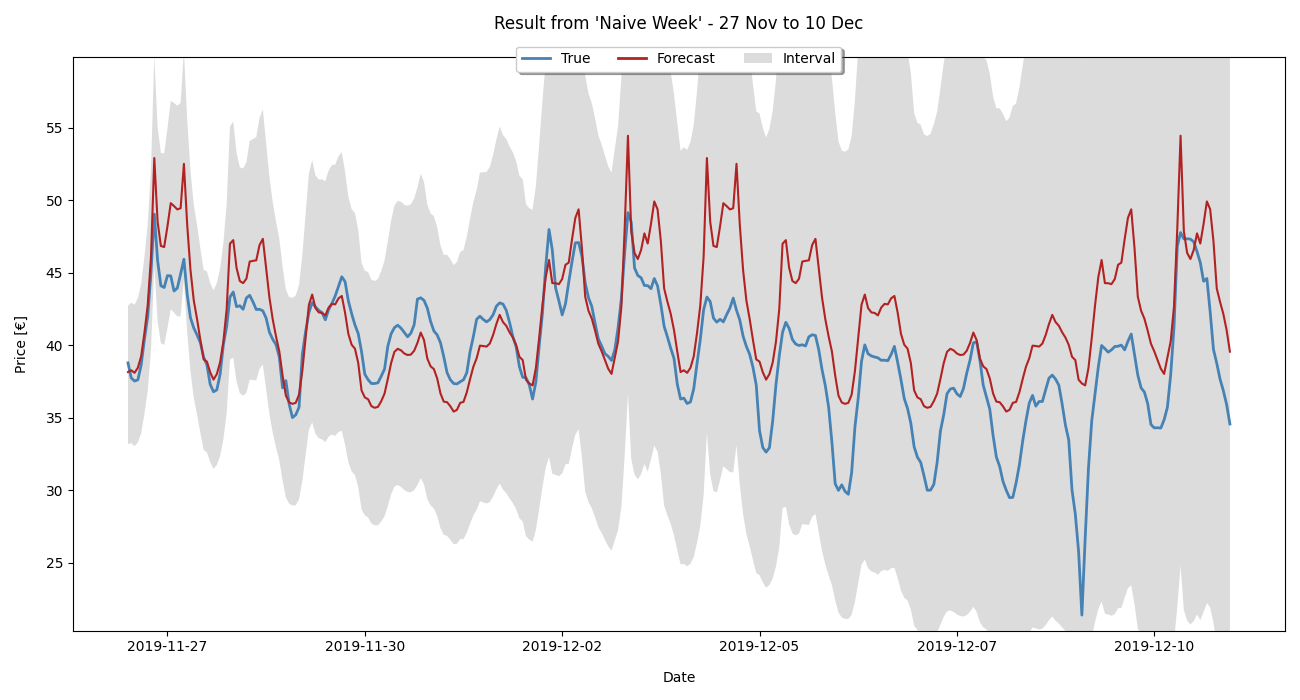 Result from 'Naive Week' - 27 Nov to 10 Dec
True Forecast Interval
Price [€]
55
50
45
40
35
30
25
2019-11-27 2019-11-30 2019-12-02 2019-12-05 2019-12-07 2019-12-10
Date